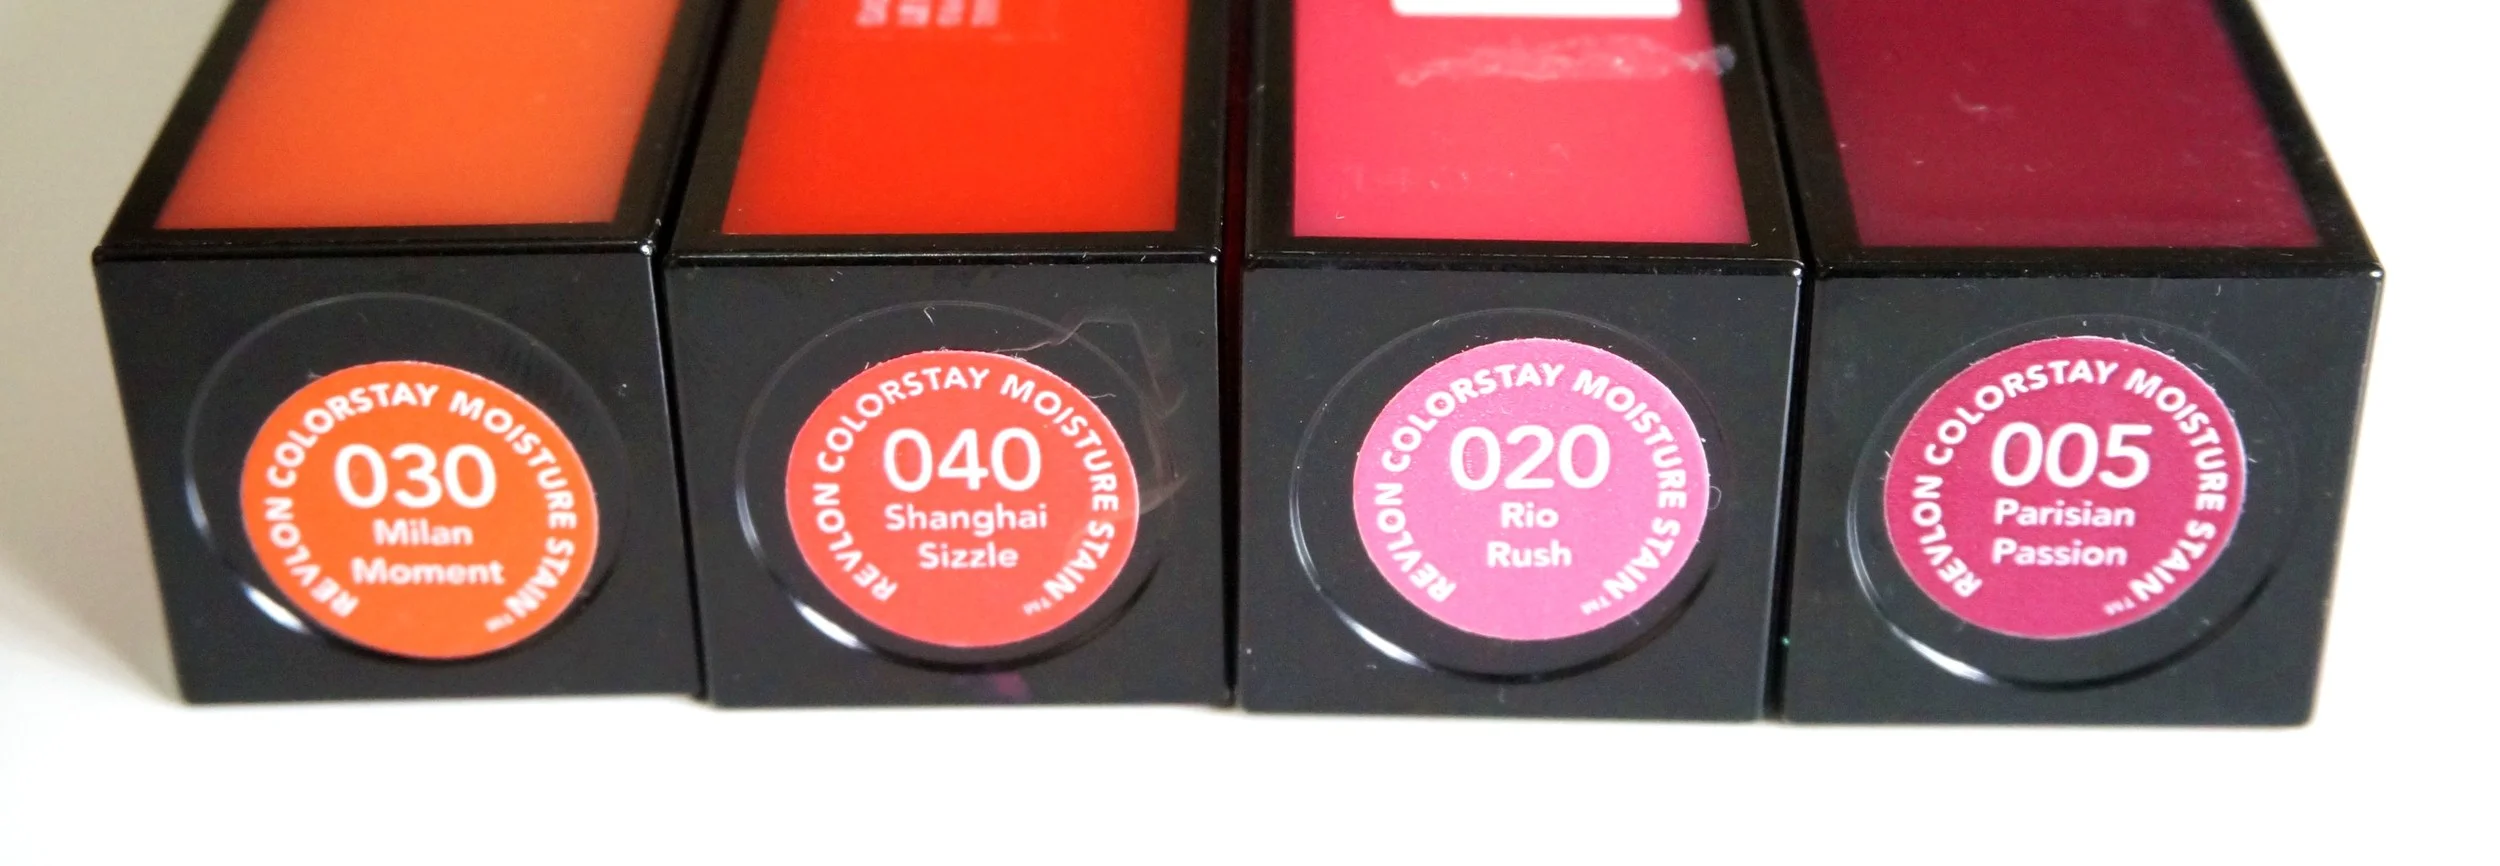 REVLON COLORSTAY MOISTURE STAIN™
030
Milan
Moment
REVLON COLORSTAY MOISTURE STAIN™
040
Shanghai
Sizzle
REVLON COLORSTAY MOISTURE STAIN™
020
Rio
Rush
REVLON COLORSTAY MOISTURE STAIN™
005
Parisian
Passion